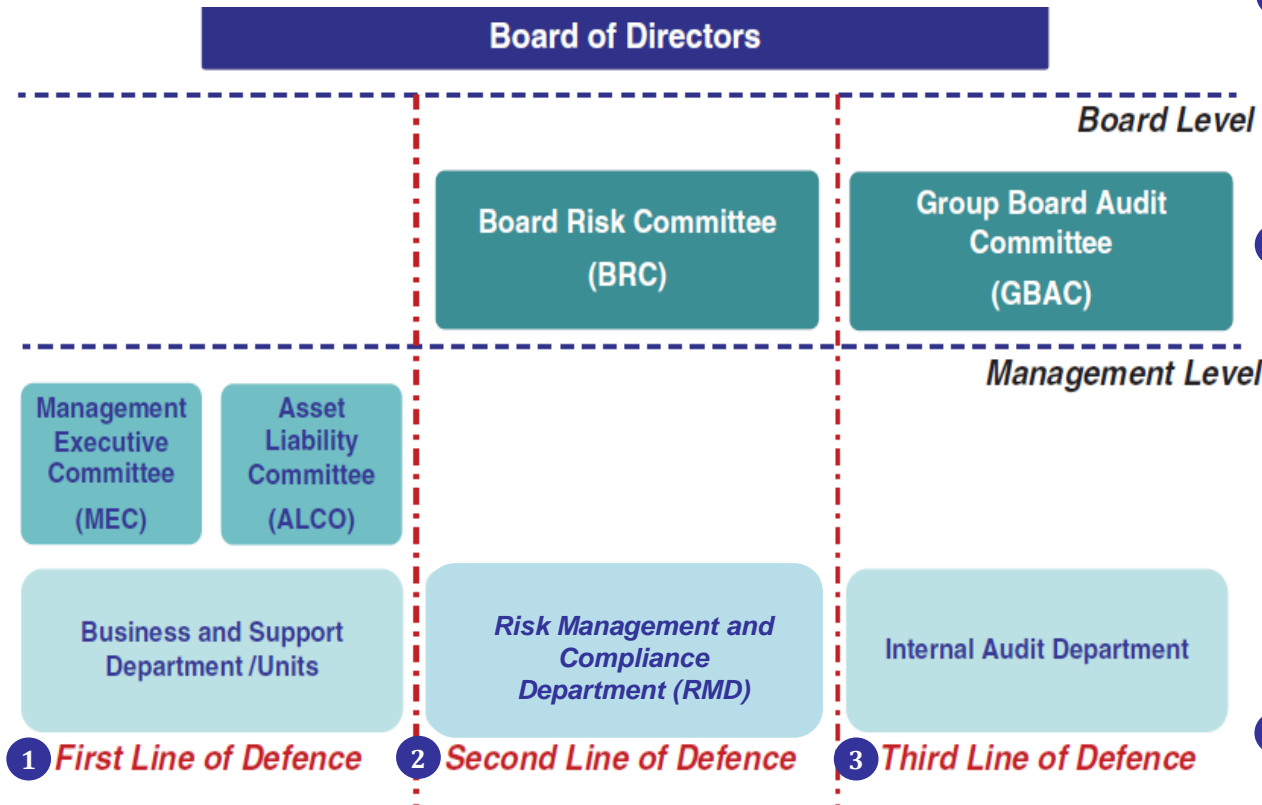 Board of Directors
Board Level
Board Risk Committee
(BRC)
Group Board Audit
Committee
(GBAC)
Management Level
Management
Executive
Committee
(MEC)
Asset
Liability
Committee
(ALCO)
Business and Support
Department /Units
Risk Management and
Compliance
Department (RMD)
Internal Audit Department
1 First Line of Defence
2 Second Line of Defence
3 Third Line of Defence